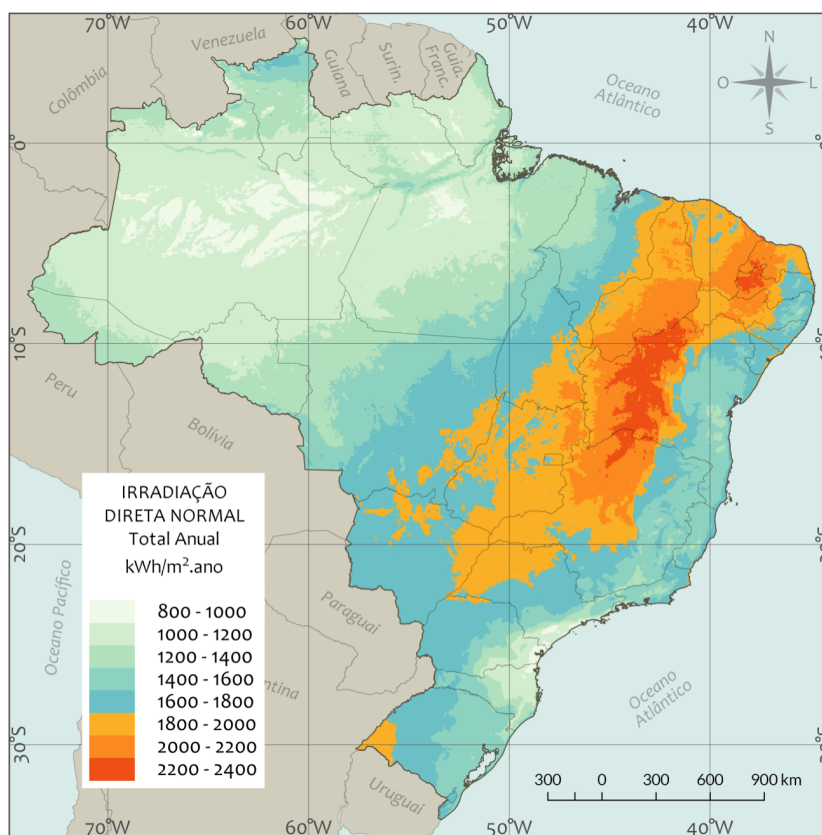 70°W
60°W
50°W
40°W
Venezuela
Colômbia
Guiana
Surin.
Guia.
Franc.
Oceano
Atlântico
N
O
L
S
0°
0°
10°S
10°S
Peru
Bolívia
IRRADIAÇÃO
DIRETA NORMAL
Total Anual
kWh/m².ano
800 - 1000
1000 - 1200
1200 - 1400
1400 - 1600
1600 - 1800
1800 - 2000
2000 - 2200
2200 - 2400
20°S
Oceano Pacífico
Paraguai
ntina
Oceano
Atlântico
30°S
Uruguai
300 0 300 600 900 km
70°W
60°W
50°W
40°W